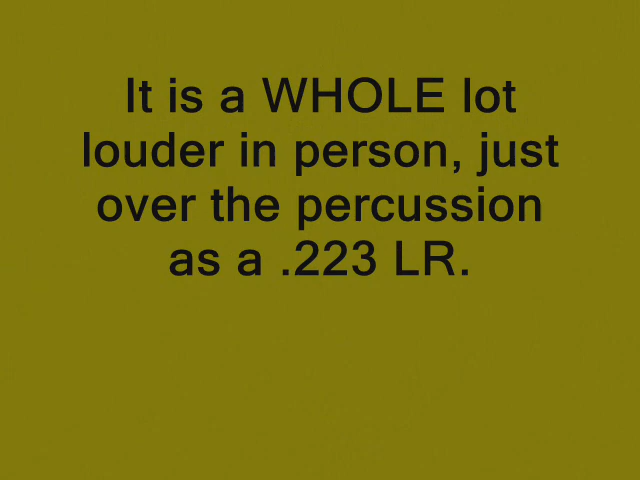 It is a WHOLE lot
louder in person, just
over the percussion
as a .223 LR.